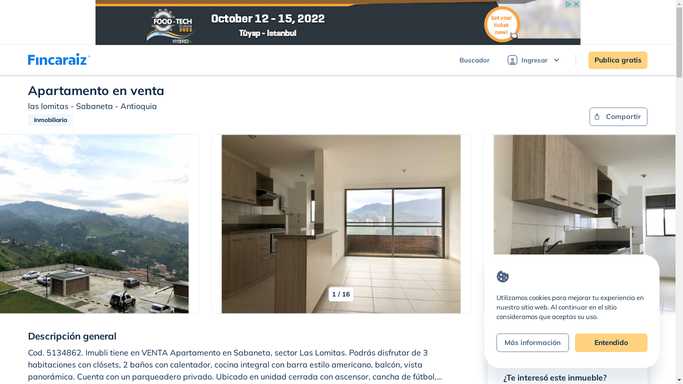 FOOD-TECH
EURASIA
HYBRID
October 12 - 15, 2022
Tüyap - Istanbul
Get your
ticket
now!
Fincaraiz
Buscador
Ingresar
Publica gratis
Apartamento en venta
las lomitas - Sabaneta - Antioquia
Inmobiliaria
Compartir
1 / 16
Utilizamos cookies para mejorar tu experiencia en
nuestro sitio web. Al continuar en el sitio
consideramos que aceptas su uso.
Más información
Entendido
Descripción general
Cod. 5134862. Imubli tiene en VENTA Apartamento en Sabaneta, sector Las Lomitas. Podrás disfrutar de 3
habitaciones con clósets, 2 baños con calentador, cocina integral con barra estilo americano, balcón, vista
panorámica. Cuenta con un parqueadero privado. Ubicado en unidad cerrada con ascensor, cancha de fútbol,...
¿Te interesó este inmueble?